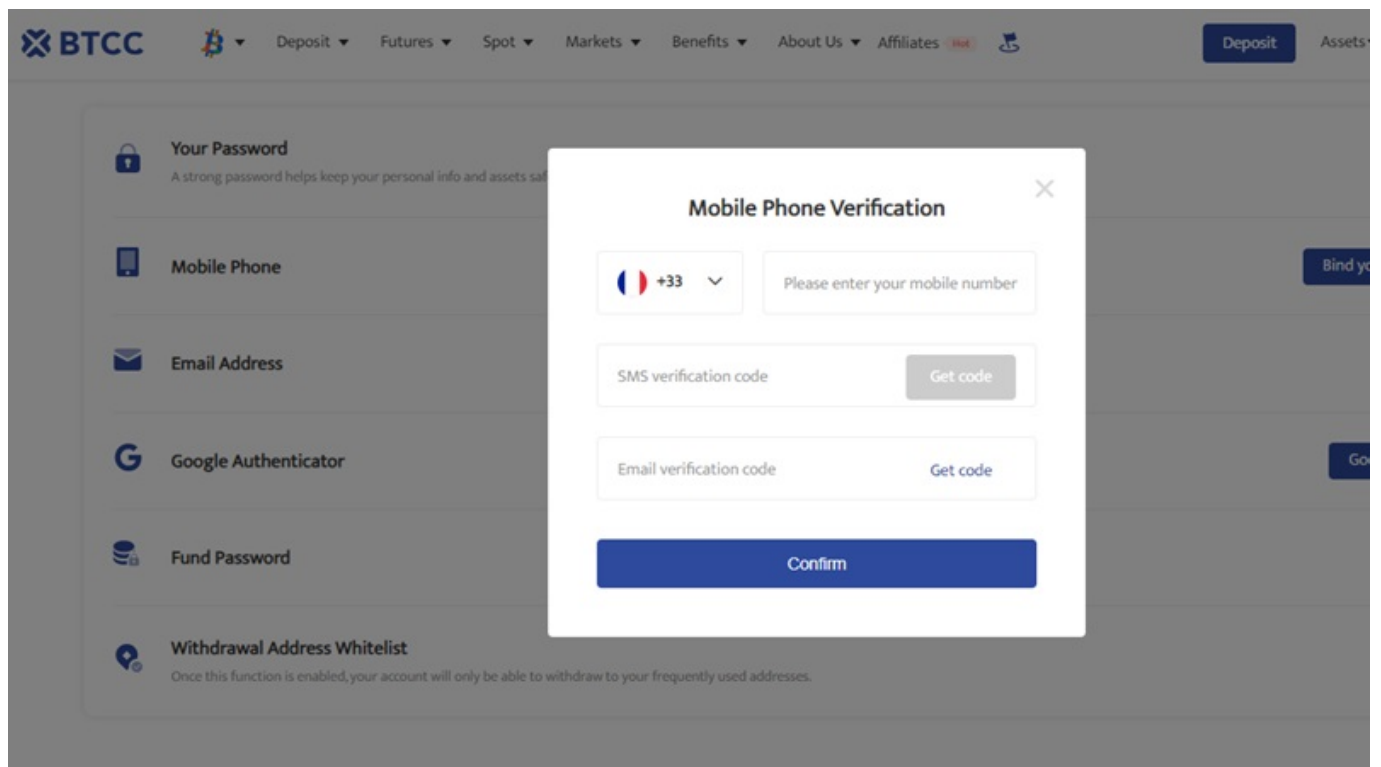 BTCC Deposit Futures Spot Markets Benefits About Us Affiliates Hot Deposit Assets
Your Password
A strong password helps keep your personal info and assets saf
Mobile Phone
Bind yo
Email Address
Google Authenticator
Goo
Fund Password
Withdrawal Address Whitelist
Once this function is enabled, your account will only be able to withdraw to your frequently used addresses.
Mobile Phone Verification
+33 Please enter your mobile number
SMS verification code Get code
Email verification code Get code
Confirm